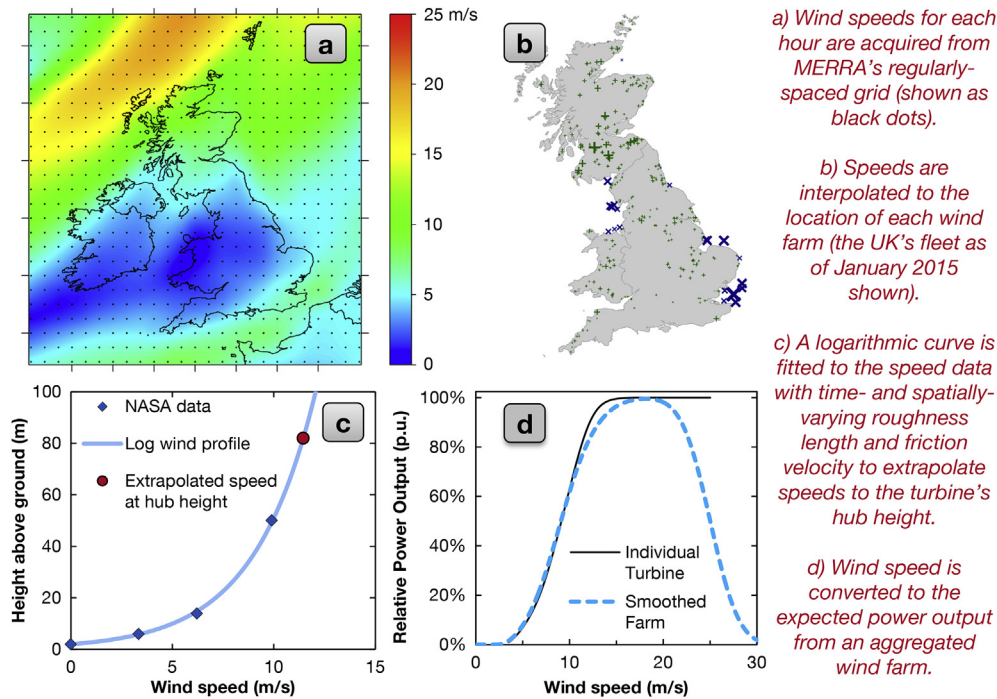 a
25 m/s
20
15
10
5
0
b
a) Wind speeds for each
hour are acquired from
MERRA's regularly-
spaced grid (shown as
black dots).
b) Speeds are
interpolated to the
location of each wind
farm (the UK's fleet as
of January 2015
shown).
c) A logarithmic curve is
fitted to the speed data
with time- and spatially-
varying roughness
length and friction
velocity to extrapolate
speeds to the turbine's
hub height.
d) Wind speed is
converted to the
expected power output
from an aggregated
wind farm.
c
Height above ground (m)
100
80
60
40
20
0
NASA data
Log wind profile
Extrapolated speed
at hub height
0 5 10 15
Wind speed (m/s)
d
Relative Power Output (p.u.)
100%
80%
60%
40%
20%
0%
Individual
Turbine
Smoothed
Farm
0 10 20 30
Wind speed (m/s)